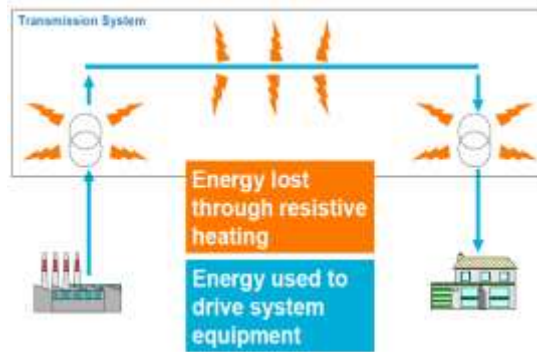 Transmission System
Energy lost
through resistive
heating
Energy used to
drive system
equipment